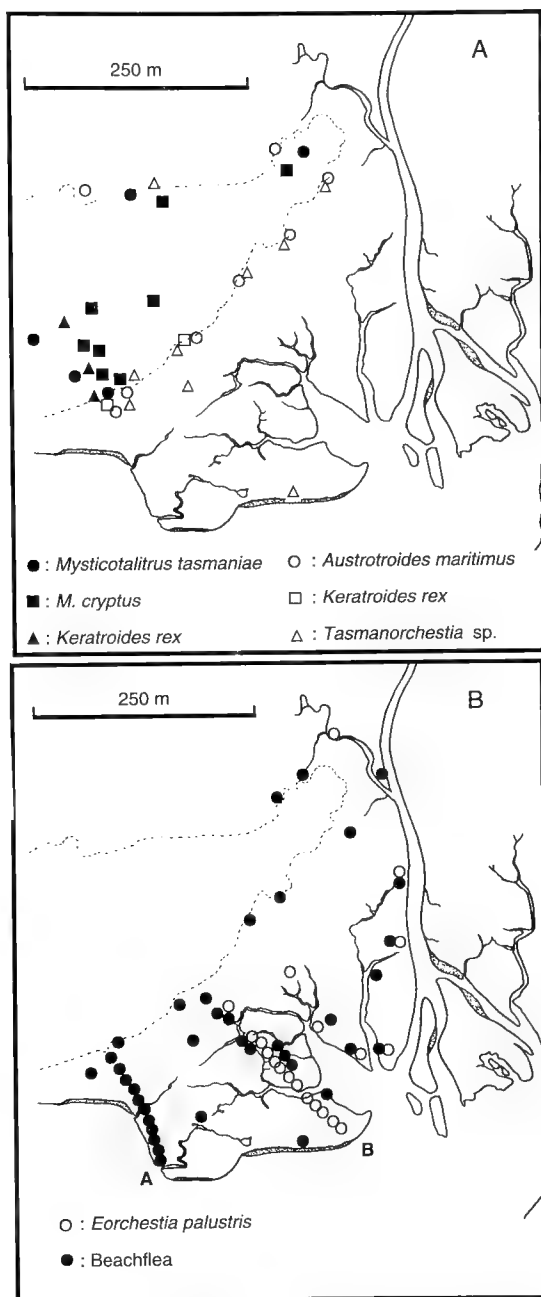 A
250 m
● : Mysticotalitrus tasmaniae
○ : Austrotroides maritimus
■ : M. cryptus
□ : Keratroides rex
▲ : Keratroides rex
△ : Tasmanorchestia sp.
B
250 m
A
B
○ : Eorchestia palustris
● : Beachflea